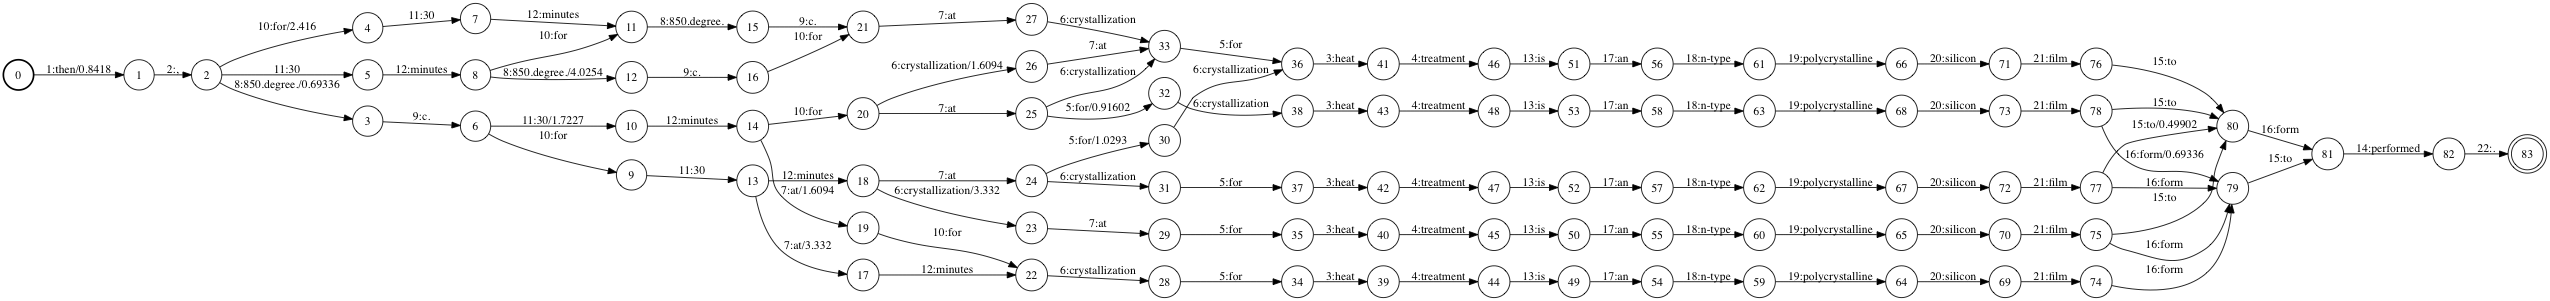 0 1:then/0.8418 1 2:, 2
10:for/2.416 4 11:30 7 12:minutes 11 8:850.degree. 15 9:c. 21 7:at 27 6:crystallization 33 5:for 36 3:heat 41 4:treatment 46 13:is 51 17:an 56 18:n-type 61 19:polycrystalline 66 20:silicon 71 21:film 76 15:to 80
11:30 5 12:minutes 8 10:for
8:850.degree./4.0254 12 9:c. 16 10:for
8:850.degree./0.69336 3 9:c. 6 11:30/1.7227 10 12:minutes 14 10:for 20 6:crystallization/1.6094 26 7:at
7:at 25 6:crystallization
5:for/0.91602 32 6:crystallization 38 3:heat 43 4:treatment 48 13:is 53 17:an 58 18:n-type 63 19:polycrystalline 68 20:silicon 73 21:film 78 15:to
16:form/0.69336
10:for 9 11:30 13 12:minutes 18 7:at 24 5:for/1.0293 30 6:crystallization
6:crystallization 31 5:for 37 3:heat 42 4:treatment 47 13:is 52 17:an 57 18:n-type 62 19:polycrystalline 67 20:silicon 72 21:film 77 15:to/0.49902
16:form 79 15:to
6:crystallization/3.332 23 7:at 29 5:for 35 3:heat 40 4:treatment 45 13:is 50 17:an 55 18:n-type 60 19:polycrystalline 65 20:silicon 70 21:film 75 15:to
16:form
7:at/1.6094 19 10:for
7:at/3.332 17 12:minutes 22 6:crystallization 28 5:for 34 3:heat 39 4:treatment 44 13:is 49 17:an 54 18:n-type 59 19:polycrystalline 64 20:silicon 69 21:film 74 16:form
16:form 81 14:performed 82 22:. 83